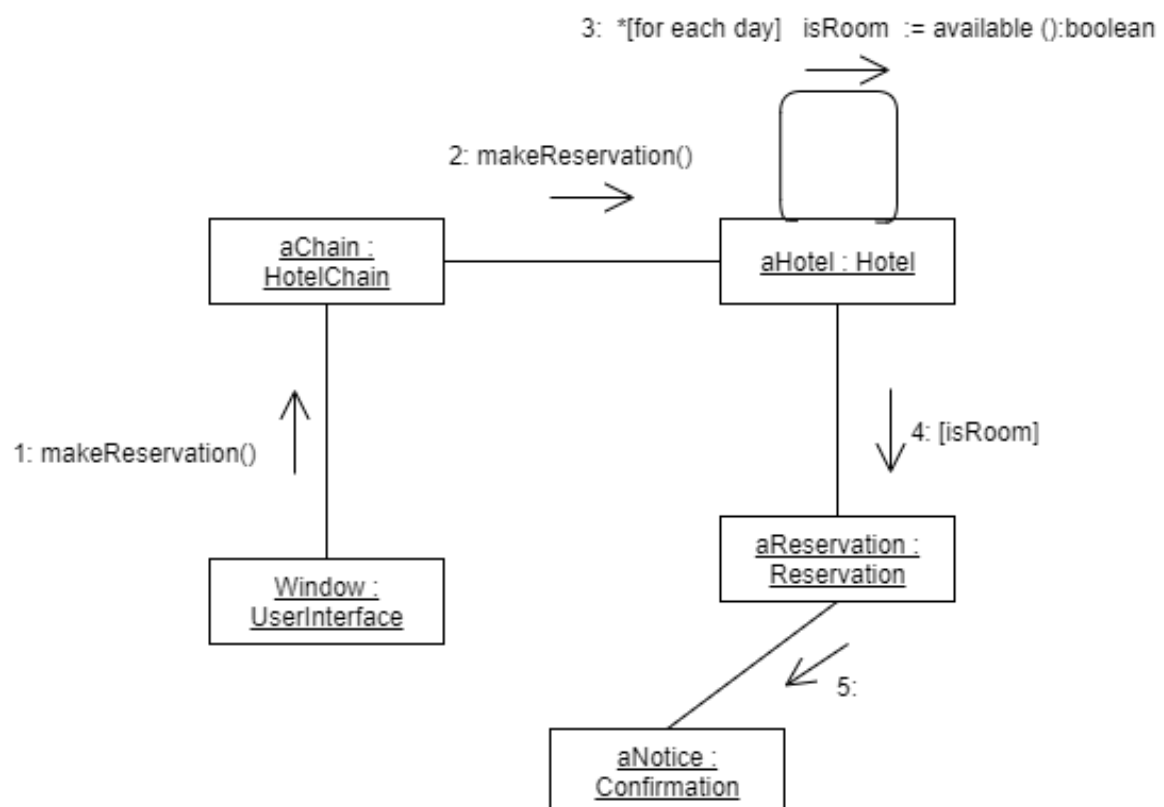 3: *[for each day] isRoom := available ():boolean
2: makeReservation()
aChain :
HotelChain
aHotel : Hotel
1: makeReservation()
4: [isRoom]
aReservation :
Reservation
Window :
UserInterface
5:
aNotice :
Confirmation